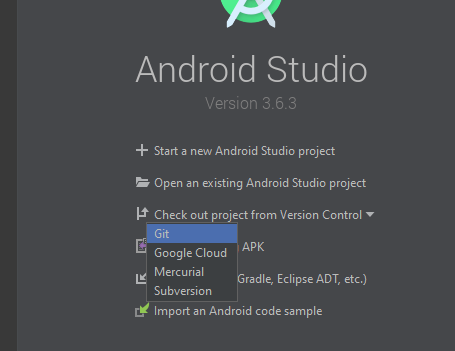 Android Studio
Version 3.6.3
Start a new Android Studio project
Open an existing Android Studio project
Check out project from Version Control
Git
APK
Google Cloud
Mercurial
Gradle, Eclipse ADT, etc.)
Subversion
Import an Android code sample